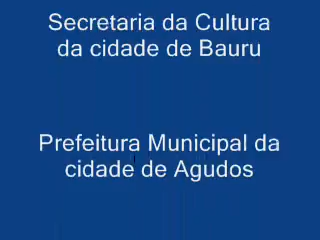 Secretaria da Cultura
da cidade de Bauru
Prefeitura Municipal da
cidade de Agudos